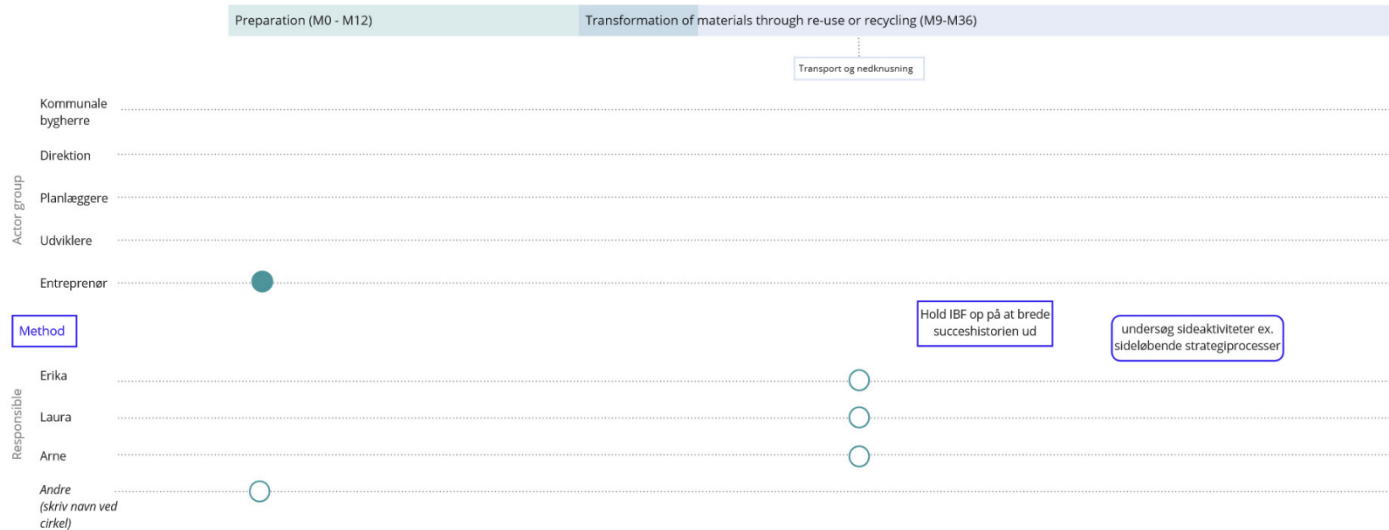 Preparation (M0 - M12)
Transformation of materials through re-use or recycling (M9-M36)
Transport og nedknusning
Actor group
Kommunale
bygherre
Direktion
Planlæggere
Udviklere
Entreprenør
Method
Hold IBF op på at brede
succeshistorien ud
undersøg sideaktiviteter ex.
sideløbende strategiprocesser
Responsible
Erika
Laura
Arne
Andre
(skriv navn ved
cirkel)